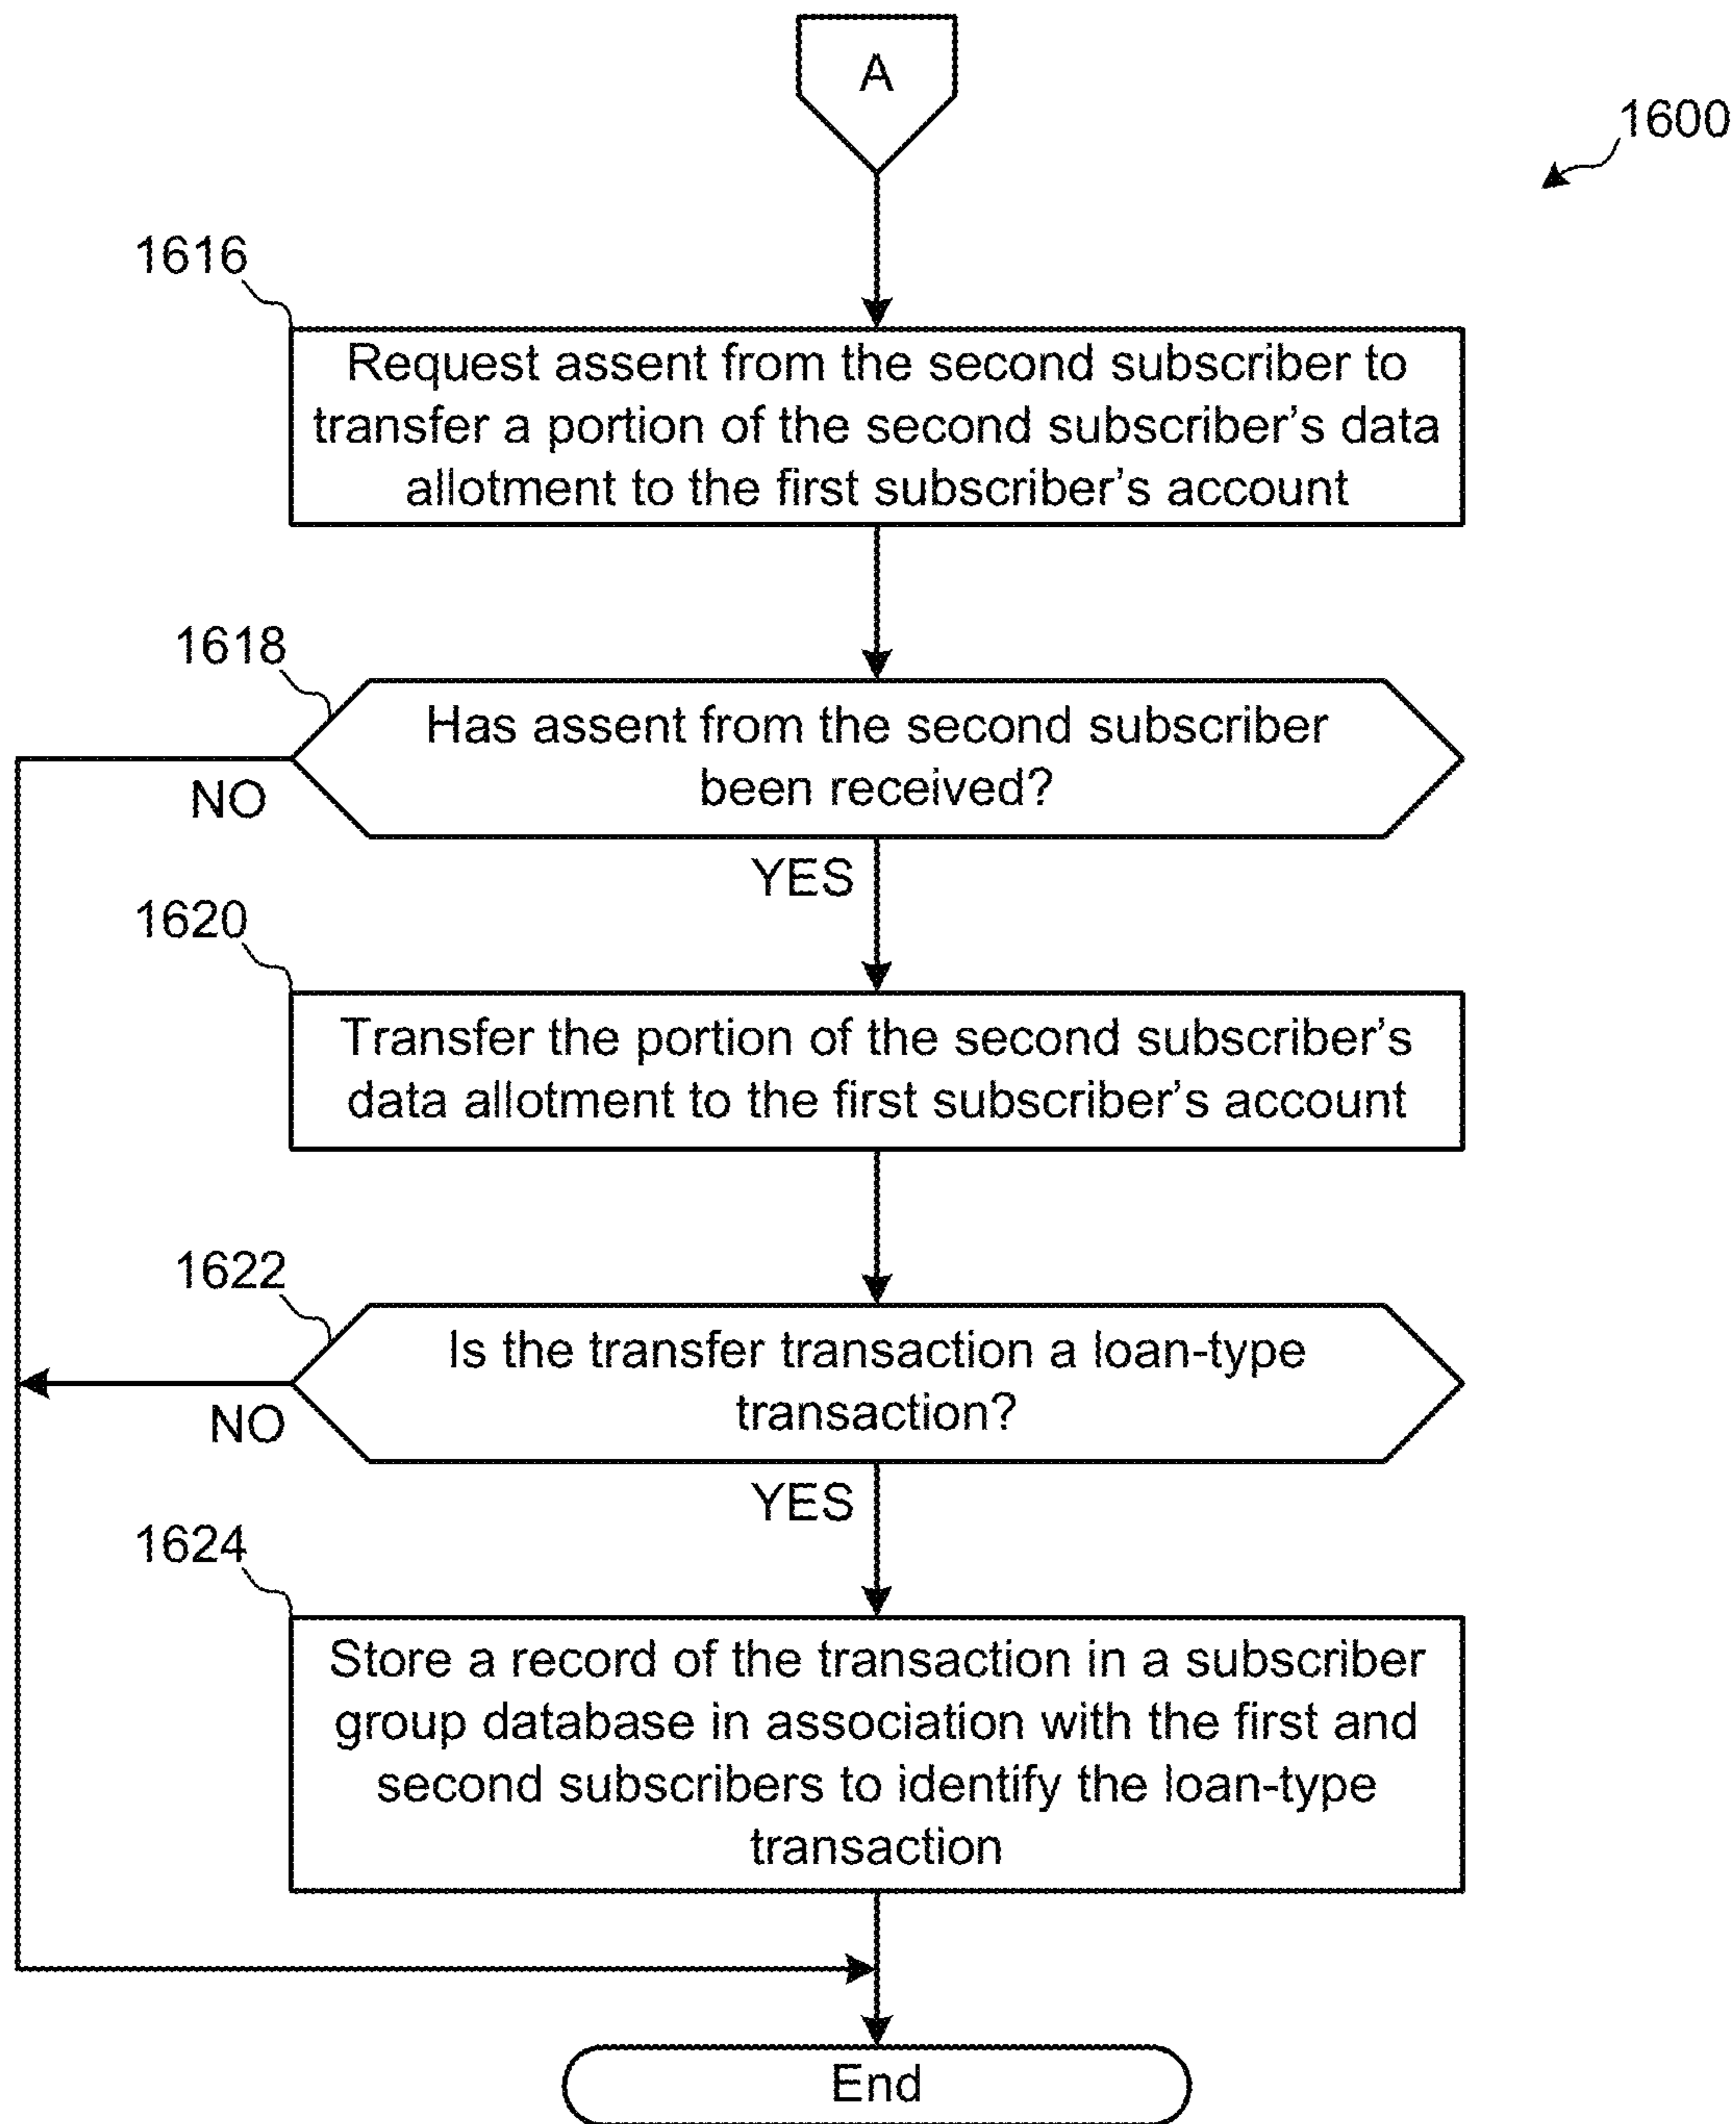 A
1600
1616
Request assent from the second subscriber to
transfer a portion of the second subscriber’s data
allotment to the first subscriber’s account
1618
Has assent from the second subscriber
been received?
NO
YES
1620
Transfer the portion of the second subscriber’s
data allotment to the first subscriber’s account
1622
Is the transfer transaction a loan-type
transaction?
NO
YES
1624
Store a record of the transaction in a subscriber
group database in association with the first and
second subscribers to identify the loan-type
transaction
End